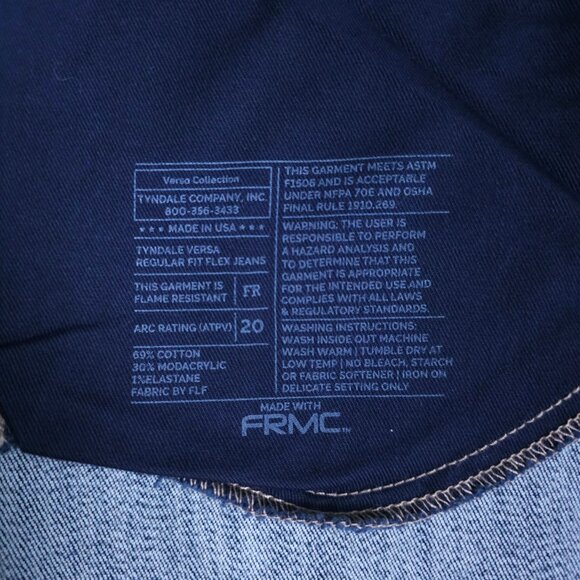 Versa Collection
TYNDALE COMPANY, INC.
800-356-3433
★★★ MADE IN USA ★★★
TYNDALE VERSA
REGULAR FIT FLEX JEANS
THIS GARMENT IS
FLAME RESISTANT
FR
ARC RATING (ATPV)
20
69% COTTON
30% MODACRYLIC
1%ELASTANE
FABRIC BY FLF
THIS GARMENT MEETS ASTM
F1506 AND IS ACCEPTABLE
UNDER NFPA 70E AND OSHA
FINAL RULE 1910.269.
WARNING: THE USER IS
RESPONSIBLE TO PERFORM
A HAZARD ANALYSIS AND
TO DETERMINE THAT THIS
GARMENT IS APPROPRIATE
FOR THE INTENDED USE AND
COMPLIES WITH ALL LAWS
& REGULATORY STANDARDS.
WASHING INSTRUCTIONS:
WASH INSIDE OUT MACHINE
WASH WARM | TUMBLE DRY AT
LOW TEMP | NO BLEACH, STARCH
OR FABRIC SOFTENER | IRON ON
DELICATE SETTING ONLY
MADE WITH
FRMC™